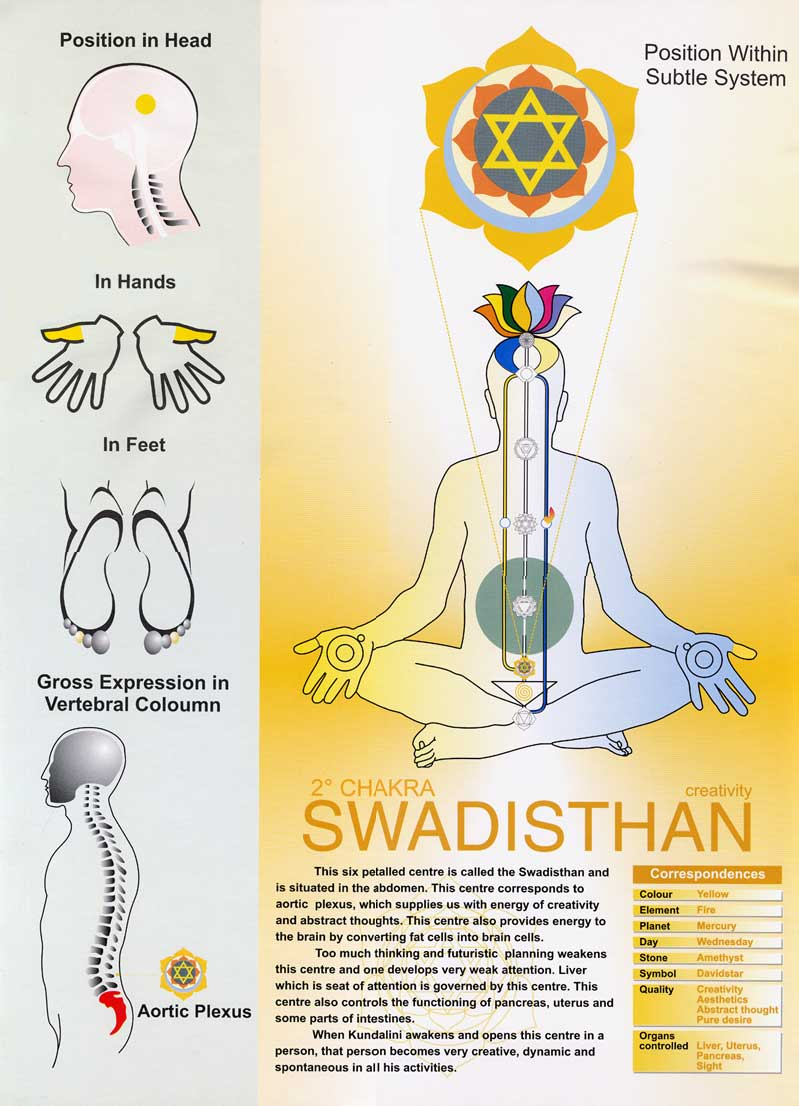 Position in Head
In Hands
In Feet
Gross Expression in
Vertebral Coloumn
Aortic Plexus
Position Within
Subtle System
2° CHAKRA
creativity
SWADISTHAN
This six petalled centre is called the Swadisthan and
is situated in the abdomen. This centre corresponds to
aortic plexus, which supplies us with energy of creativity
and abstract thoughts. This centre also provides energy to
the brain by converting fat cells into brain cells.
Too much thinking and futuristic planning weakens
this centre and one develops very weak attention. Liver
which is seat of attention is governed by this centre. This
centre also controls the functioning of pancreas, uterus and
some parts of intestines.
When Kundalini awakens and opens this centre in a
person, that person becomes very creative, dynamic and
spontaneous in all his activities.
Correspondences
Colour Yellow
Element Fire
Planet Mercury
Day Wednesday
Stone Amethyst
Symbol Davidstar
Quality Creativity
Aesthetics
Abstract thought
Pure desire
Organs
controlled Liver, Uterus,
Pancreas,
Sight